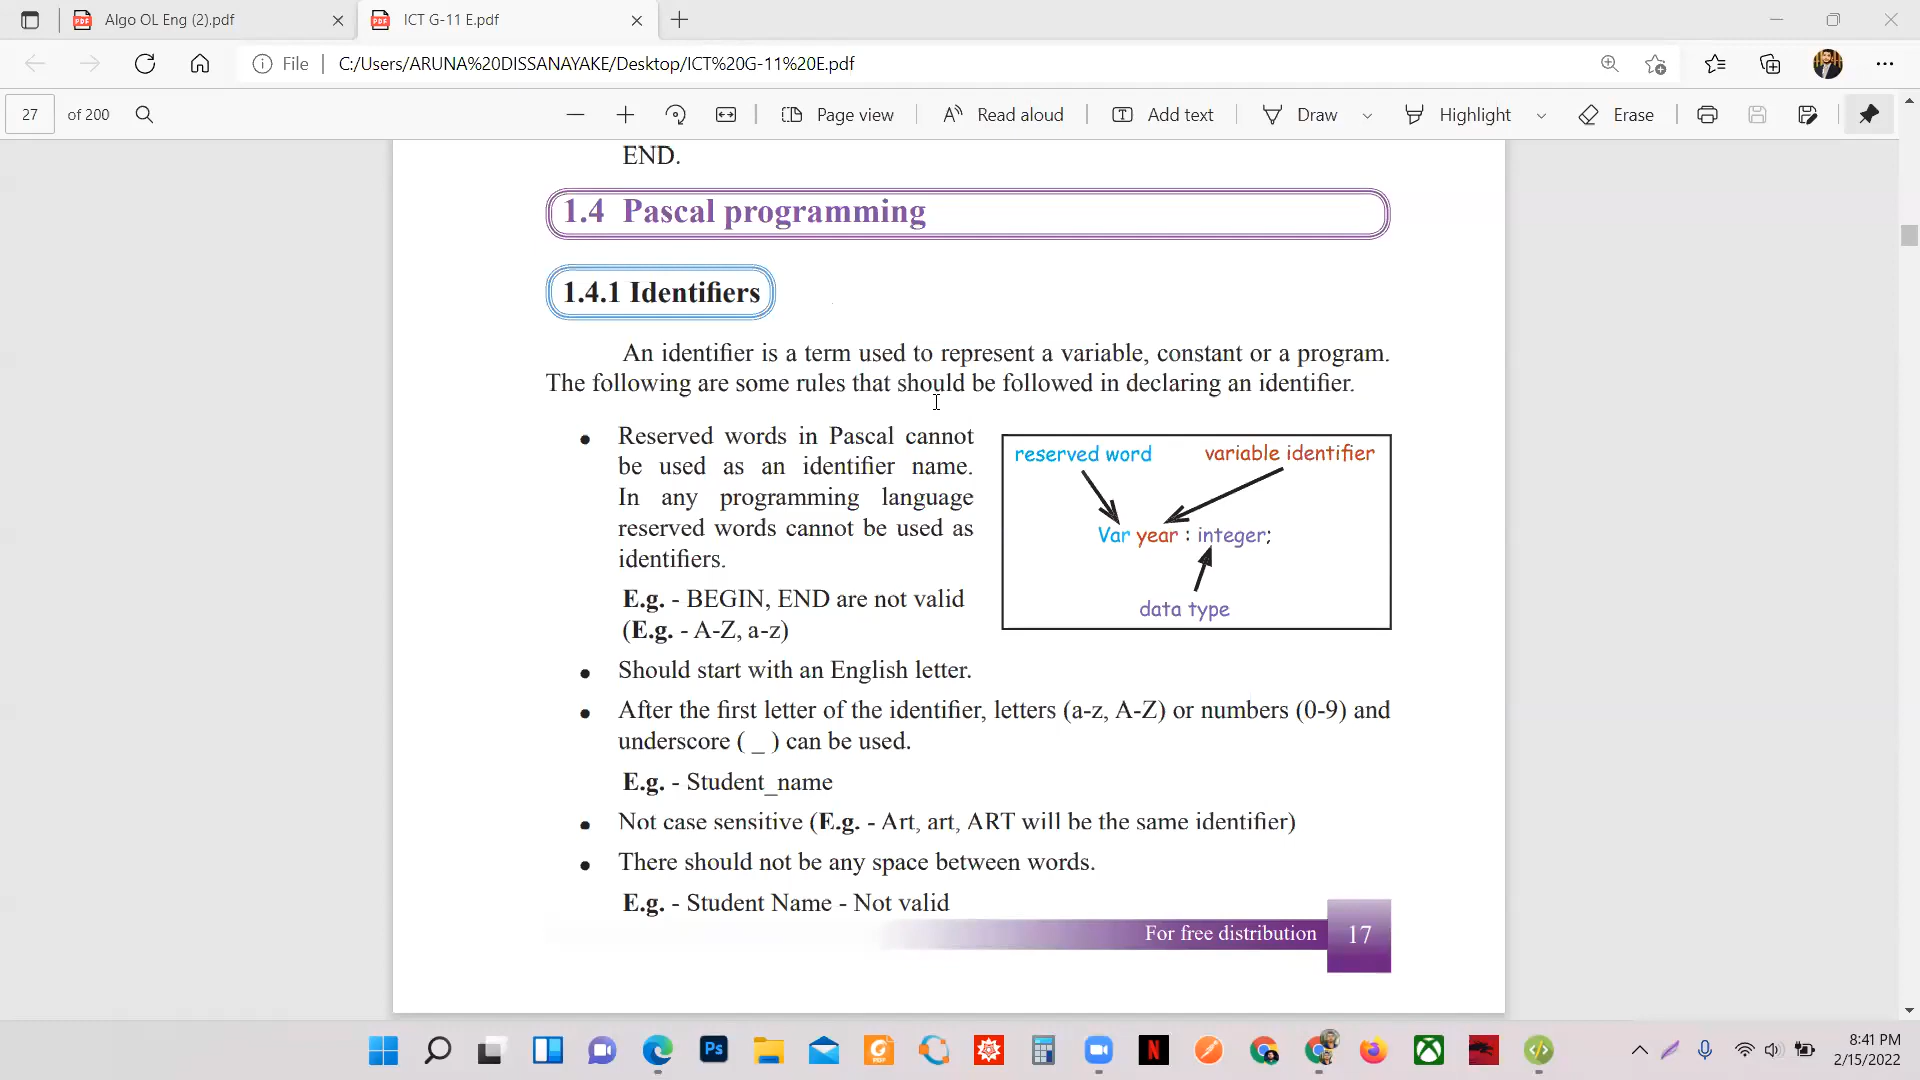 Algo OL Eng (2).pdf
ICT G-11 E.pdf
File
C:/Users/ARUNA%20DISSANAYAKE/Desktop/ICT%20G-11%20E.pdf
27 of 200
Page view
Read aloud
Add text
Draw
Highlight
Erase
END.
1.4 Pascal programming
1.4.1 Identifiers
An identifier is a term used to represent a variable, constant or a program.
The following are some rules that should be followed in declaring an identifier.
• Reserved words in Pascal cannot
be used as an identifier name.
In any programming language
reserved words cannot be used as
identifiers.
E.g. - BEGIN, END are not valid
(E.g. - A-Z, a-z)
reserved word
variable identifier
Var year : integer;
data type
• Should start with an English letter.
• After the first letter of the identifier, letters (a-z, A-Z) or numbers (0-9) and
underscore ( _ ) can be used.
E.g. - Student_name
• Not case sensitive (E.g. - Art, art, ART will be the same identifier)
• There should not be any space between words.
E.g. - Student Name - Not valid
For free distribution
17
Ps
PDF
N
8:41 PM
2/15/2022